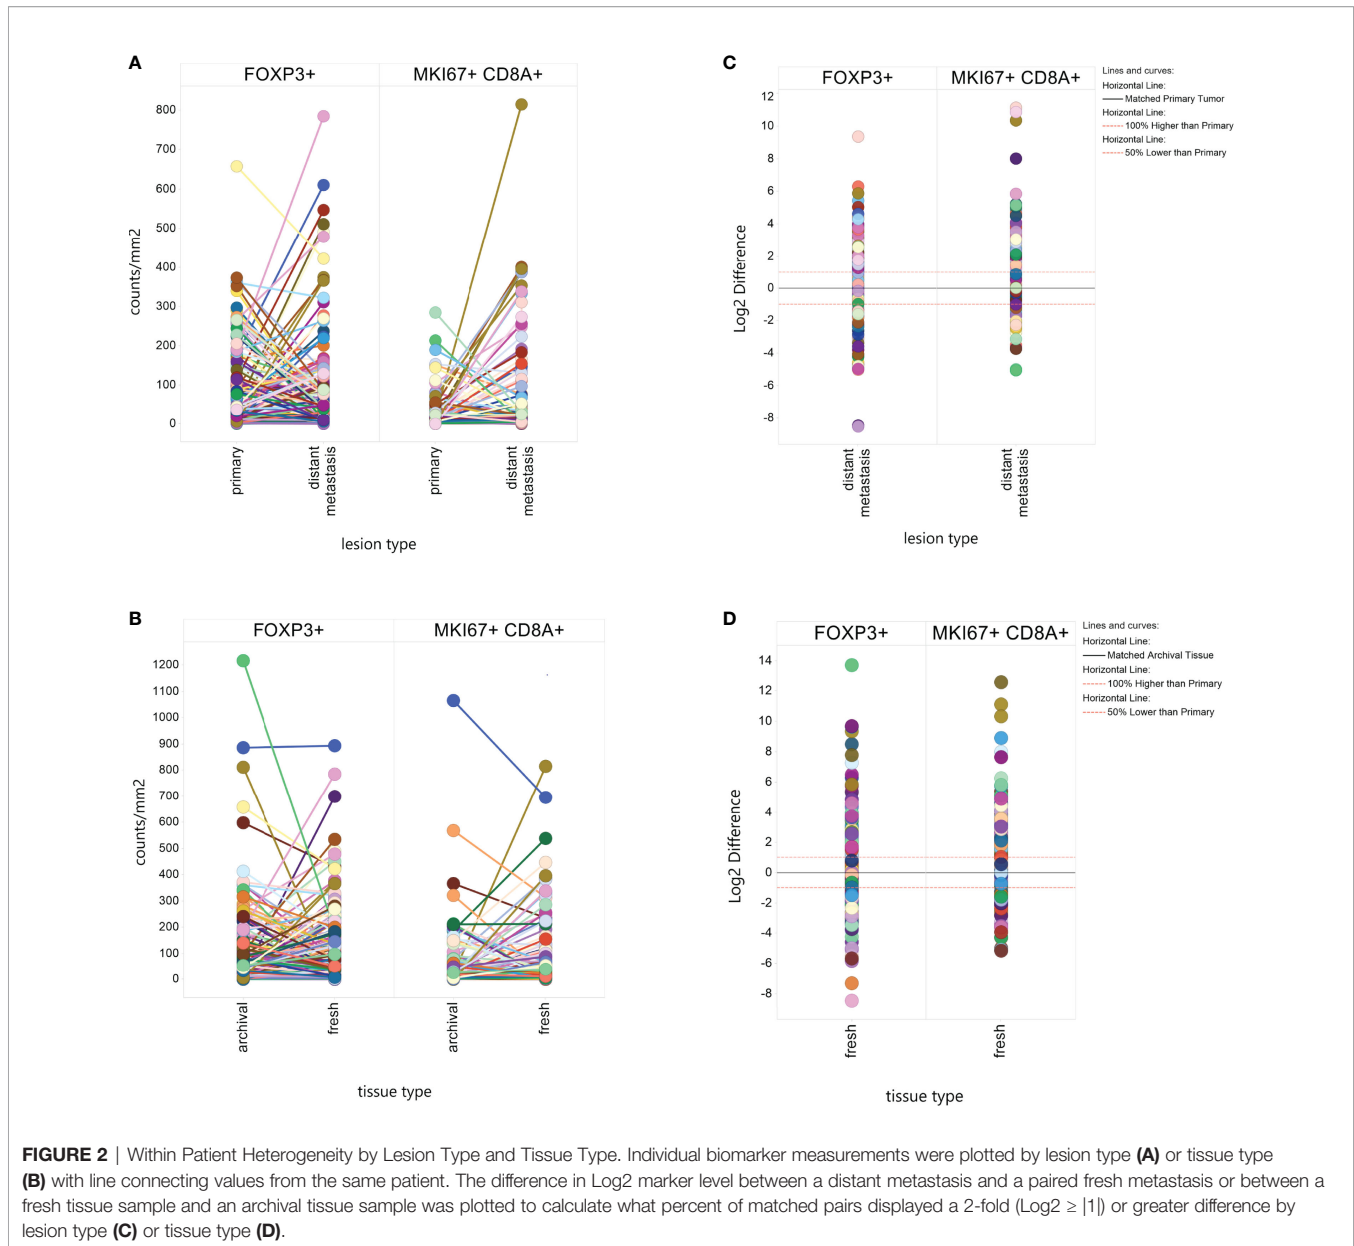 A
FOXP3+ MKI67+ CD8A+
800
700
600
500
400
300
200
100
0
counts/mm2
primary
distant
metastasis
primary
distant
metastasis
lesion type
C
FOXP3+ MKI67+ CD8A+
12
10
8
6
4
2
0
-2
-4
-6
-8
Log2 Difference
distant
metastasis
distant
metastasis
lesion type
Lines and curves:
Horizontal Line:
Matched Primary Tumor
Horizontal Line:
100% Higher than Primary
Horizontal Line:
50% Lower than Primary
B
FOXP3+ MKI67+ CD8A+
1200
1100
1000
900
800
700
600
500
400
300
200
100
0
counts/mm2
archival
fresh
archival
fresh
tissue type
D
FOXP3+ MKI67+ CD8A+
14
12
10
8
6
4
2
0
-2
-4
-6
-8
Log2 Difference
fresh
fresh
tissue type
Lines and curves:
Horizontal Line:
Matched Archival Tissue
Horizontal Line:
100% Higher than Primary
Horizontal Line:
50% Lower than Primary
FIGURE 2 | Within Patient Heterogeneity by Lesion Type and Tissue Type. Individual biomarker measurements were plotted by lesion type (A) or tissue type
(B) with line connecting values from the same patient. The difference in Log2 marker level between a distant metastasis and a paired fresh metastasis or between a
fresh tissue sample and an archival tissue sample was plotted to calculate what percent of matched pairs displayed a 2-fold (Log2 ≥ |1|) or greater difference by
lesion type (C) or tissue type (D).